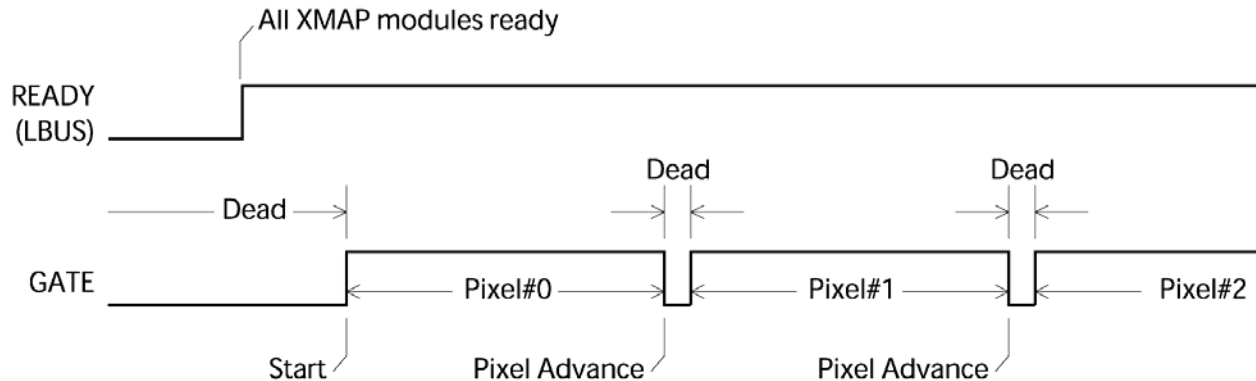 All XMAP modules ready
READY
(LBUS)
Dead
Dead
Dead
GATE
Pixel#0
Pixel#1
Pixel#2
Start
Pixel Advance
Pixel Advance